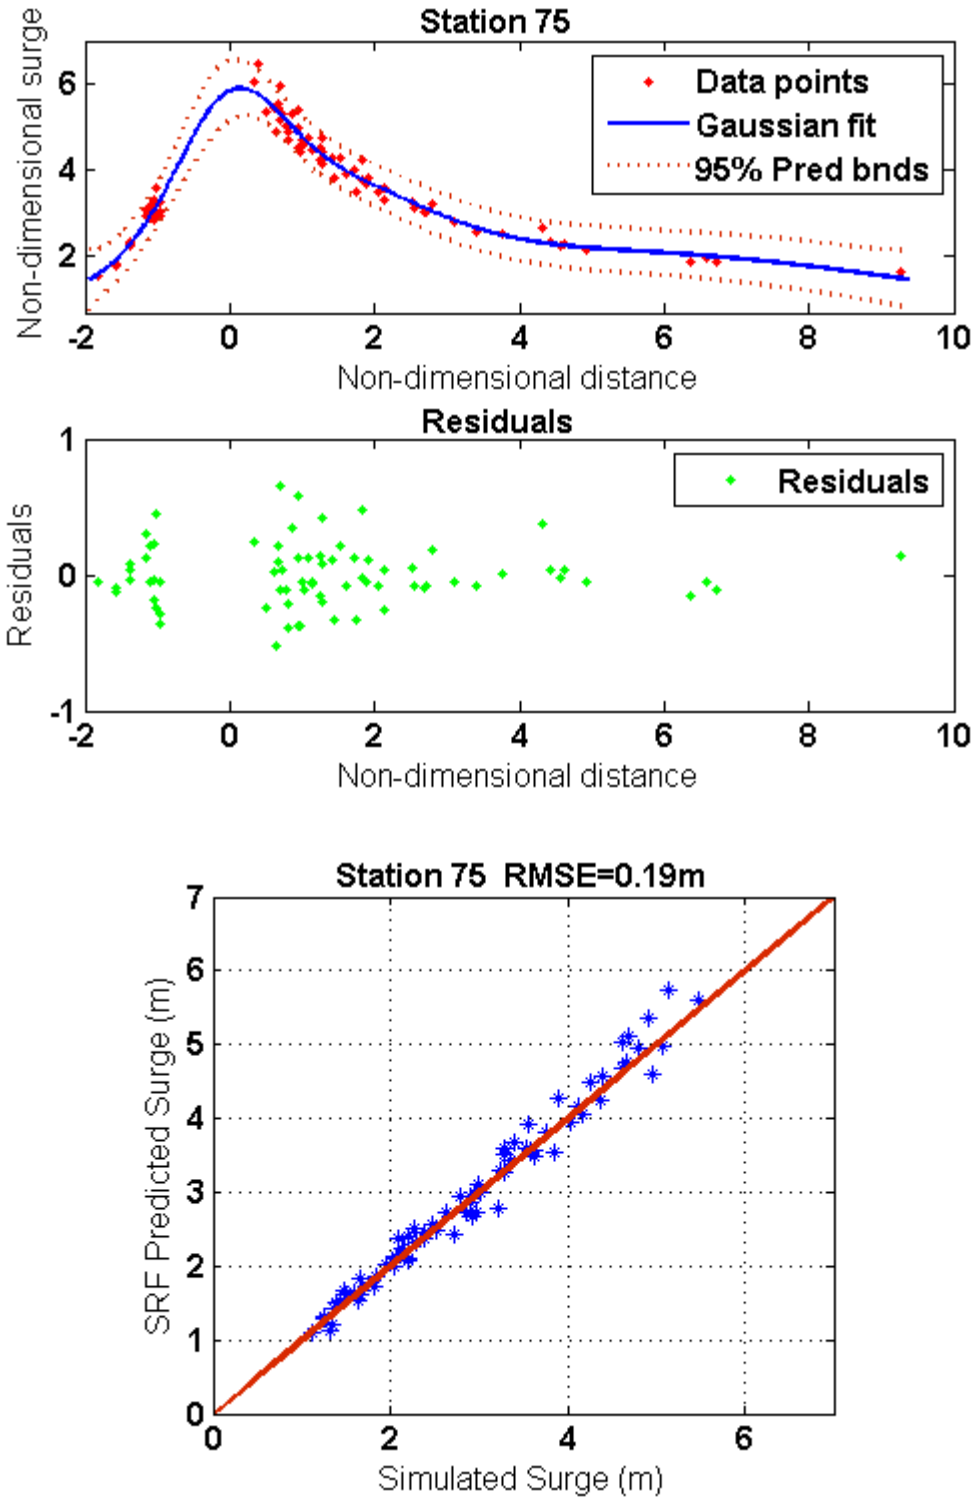 Station 75
Non-dimensional surge
6
4
2
Data points
Gaussian fit
95% Pred bnds
-2 0 2 4 6 8 10
Non-dimensional distance
Residuals
Residuals
1
0
-1
Residuals
-2 0 2 4 6 8 10
Non-dimensional distance
Station 75 RMSE=0.19m
SRF Predicted Surge (m)
7
6
5
4
3
2
1
0
0 2 4 6
Simulated Surge (m)